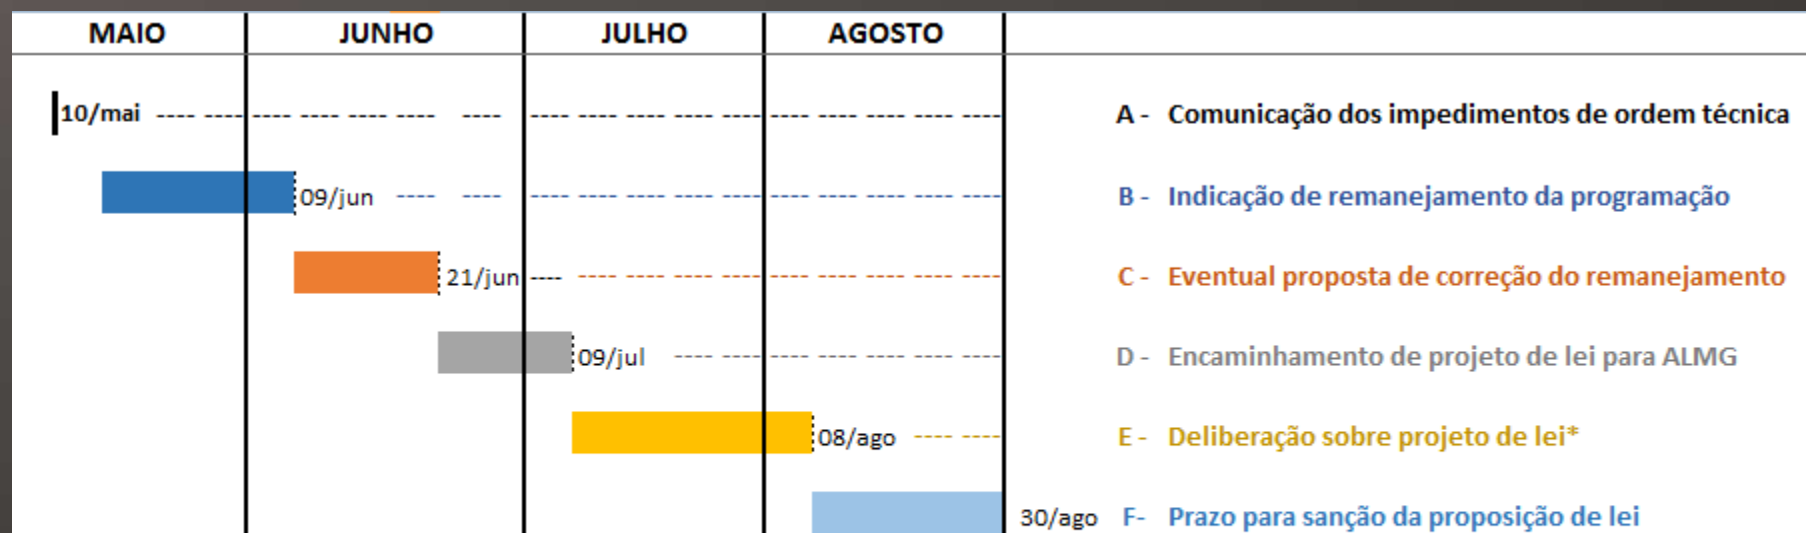 MAIO JUNHO JULHO AGOSTO
10/mai A - Comunicação dos impedimentos de ordem técnica
09/jun B - Indicação de remanejamento da programação
21/jun C - Eventual proposta de correção do remanejamento
09/jul D - Encaminhamento de projeto de lei para ALMG
08/ago E - Deliberação sobre projeto de lei*
30/ago F- Prazo para sanção da proposição de lei